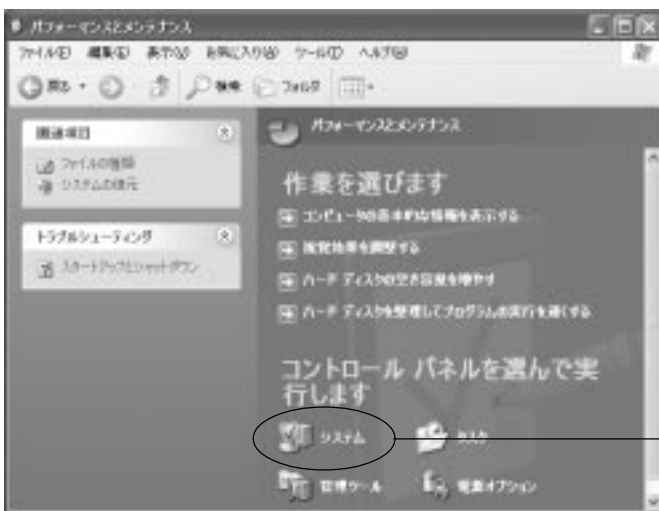 パフォーマンスとメンテナンス
ファイル(F) 編集(E) 表示(V) お気に入り(A) ツール(T) ヘルプ(H)
戻る 検索 フォルダ
関連項目
ファイルの種類
システムの復元
トラブルシューティング
スタートアップとシャットダウン
パフォーマンスとメンテナンス
作業を選びます
コンピュータの基本的な情報を表示する
視覚効果を調整する
ハード ディスクの空き容量を増やす
ハード ディスクを整理してプログラムの実行を速くする
コントロール パネルを選んで実
行します
システム タスク
管理ツール 電源オプション